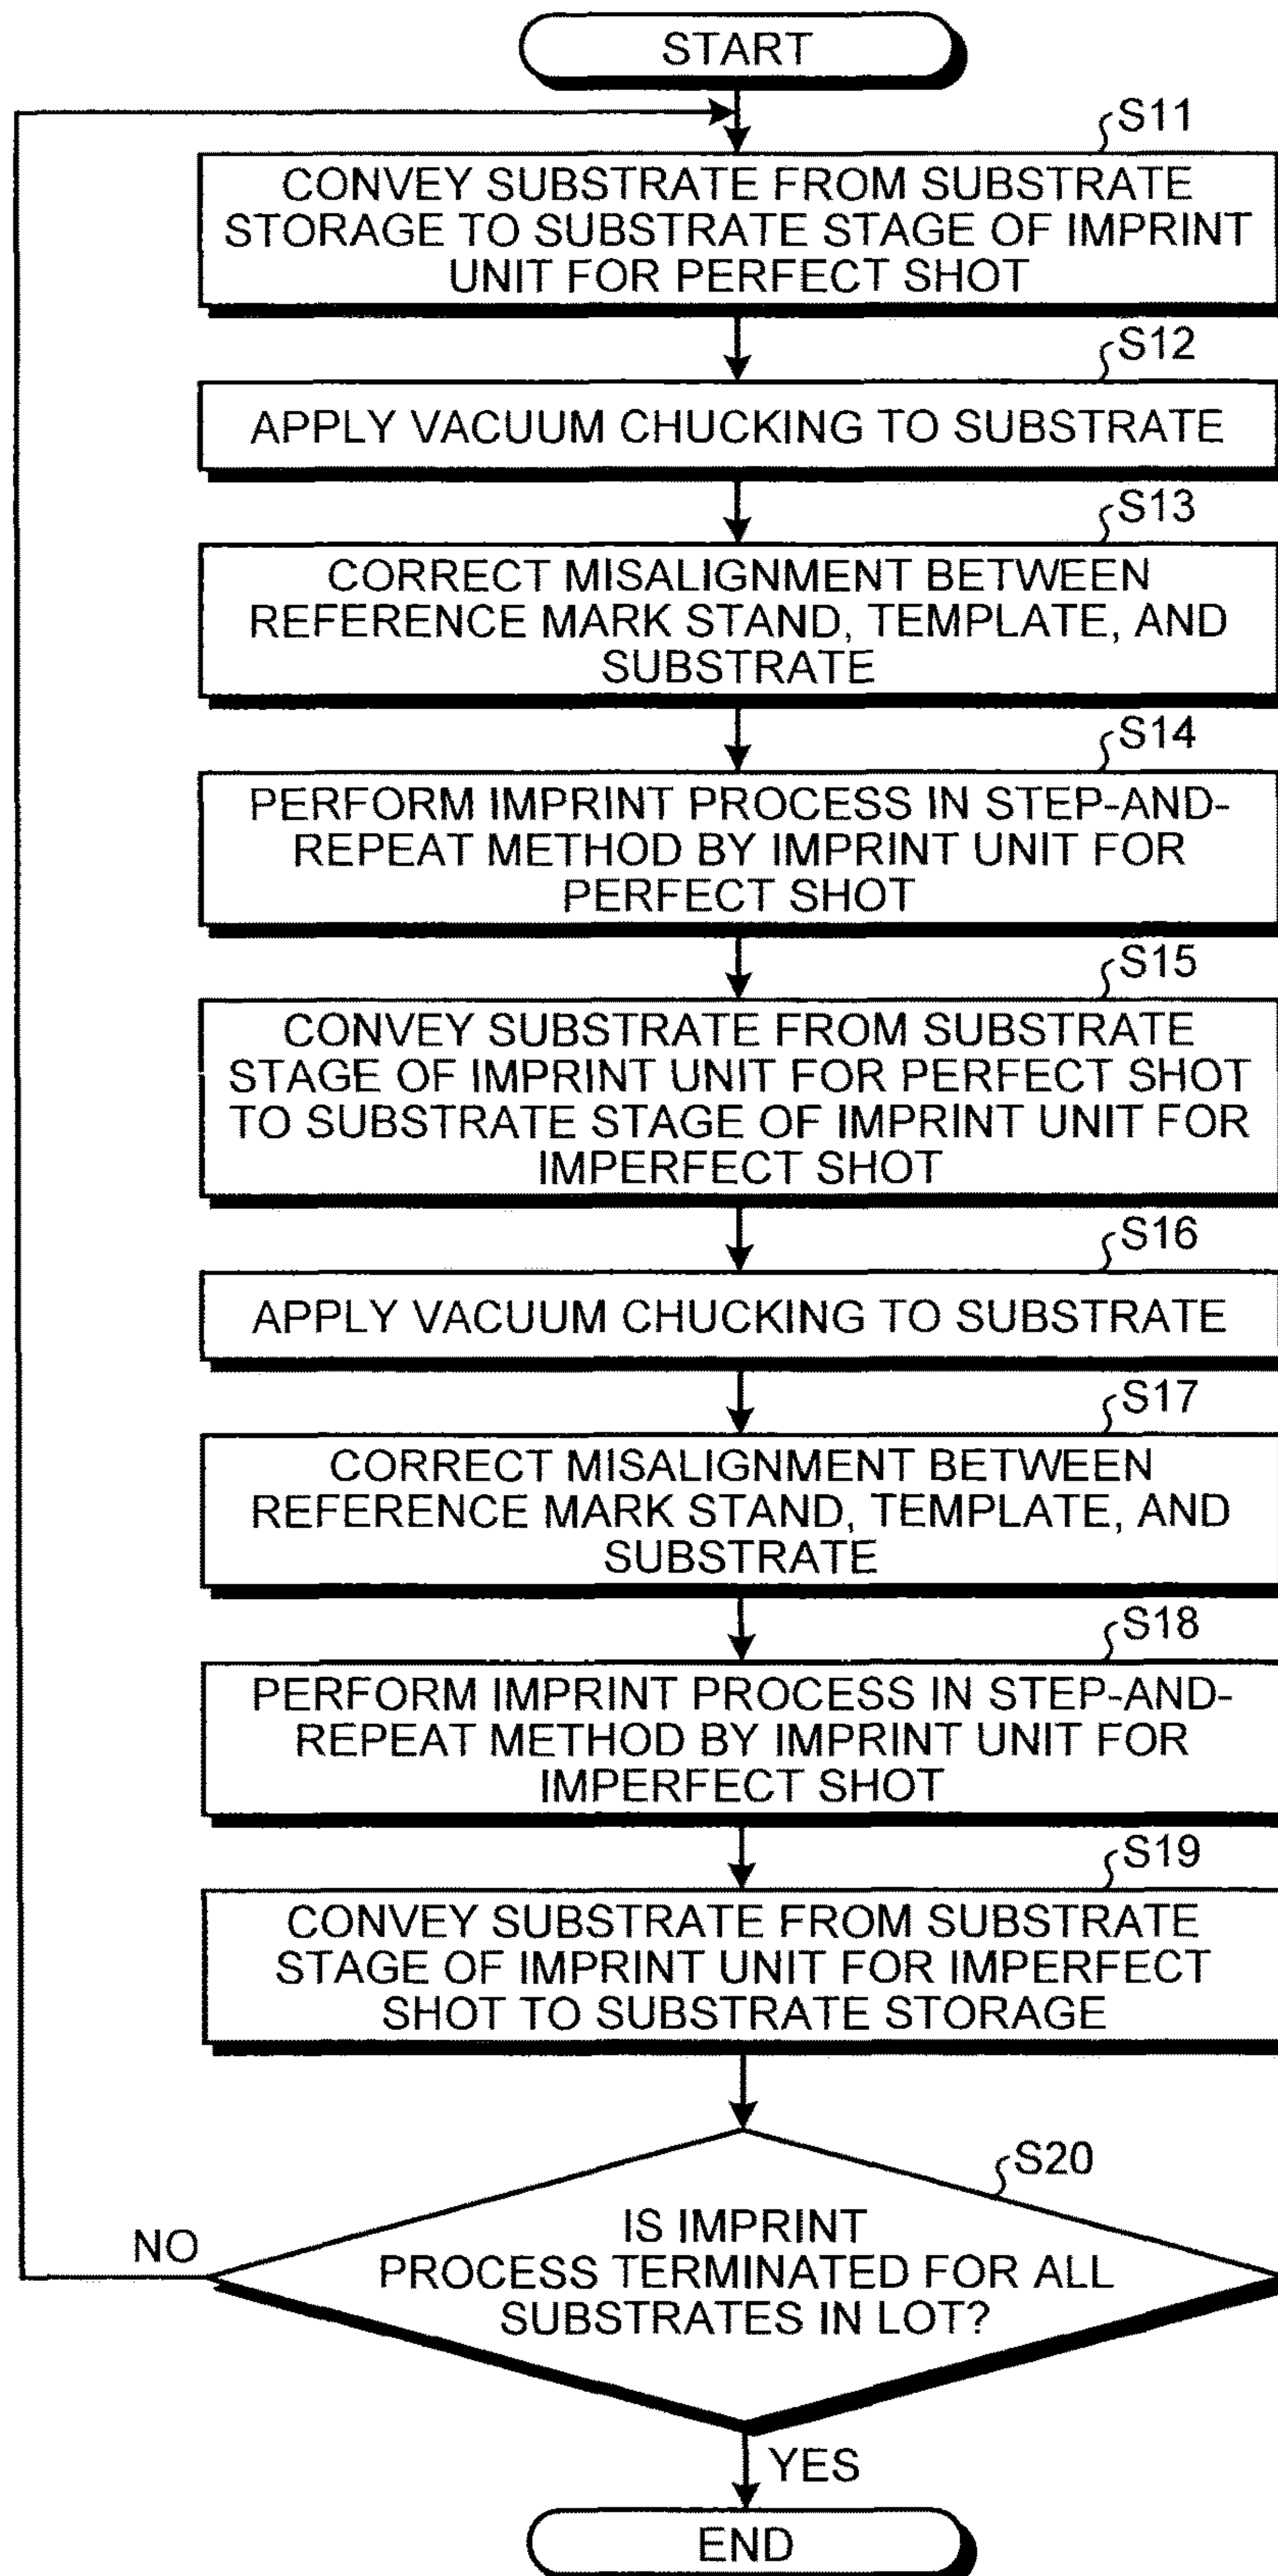 START
S11
CONVEY SUBSTRATE FROM SUBSTRATE
STORAGE TO SUBSTRATE STAGE OF IMPRINT
UNIT FOR PERFECT SHOT
S12
APPLY VACUUM CHUCKING TO SUBSTRATE
S13
CORRECT MISALIGNMENT BETWEEN
REFERENCE MARK STAND, TEMPLATE, AND
SUBSTRATE
S14
PERFORM IMPRINT PROCESS IN STEP-AND-
REPEAT METHOD BY IMPRINT UNIT FOR
PERFECT SHOT
S15
CONVEY SUBSTRATE FROM SUBSTRATE
STAGE OF IMPRINT UNIT FOR PERFECT SHOT
TO SUBSTRATE STAGE OF IMPRINT UNIT FOR
IMPERFECT SHOT
S16
APPLY VACUUM CHUCKING TO SUBSTRATE
S17
CORRECT MISALIGNMENT BETWEEN
REFERENCE MARK STAND, TEMPLATE, AND
SUBSTRATE
S18
PERFORM IMPRINT PROCESS IN STEP-AND-
REPEAT METHOD BY IMPRINT UNIT FOR
IMPERFECT SHOT
S19
CONVEY SUBSTRATE FROM SUBSTRATE
STAGE OF IMPRINT UNIT FOR IMPERFECT
SHOT TO SUBSTRATE STORAGE
S20
IS IMPRINT
PROCESS TERMINATED FOR ALL
SUBSTRATES IN LOT?
NO
YES
END